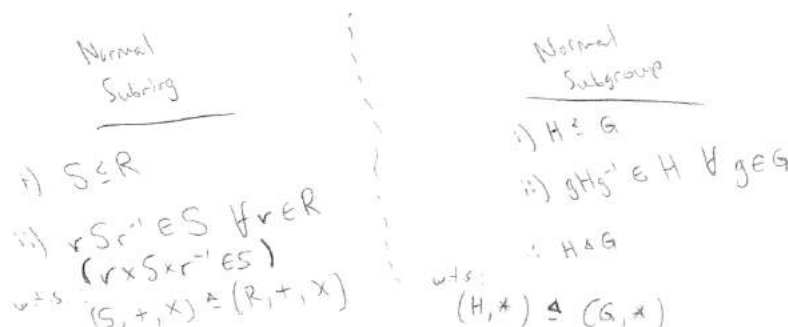 Normal
Subring
i) S ≤ R
ii) rSr⁻¹ ∈ S ∀ r ∈ R
(r × S × r⁻¹ ∈ S)
wts:
(S, +, ×) ⊴ (R, +, ×)
Normal
Subgroup
i) H ≤ G
ii) gHg⁻¹ ∈ H ∀ g ∈ G
∴ H ⊴ G
wts:
(H, *) ⊴ (G, *)